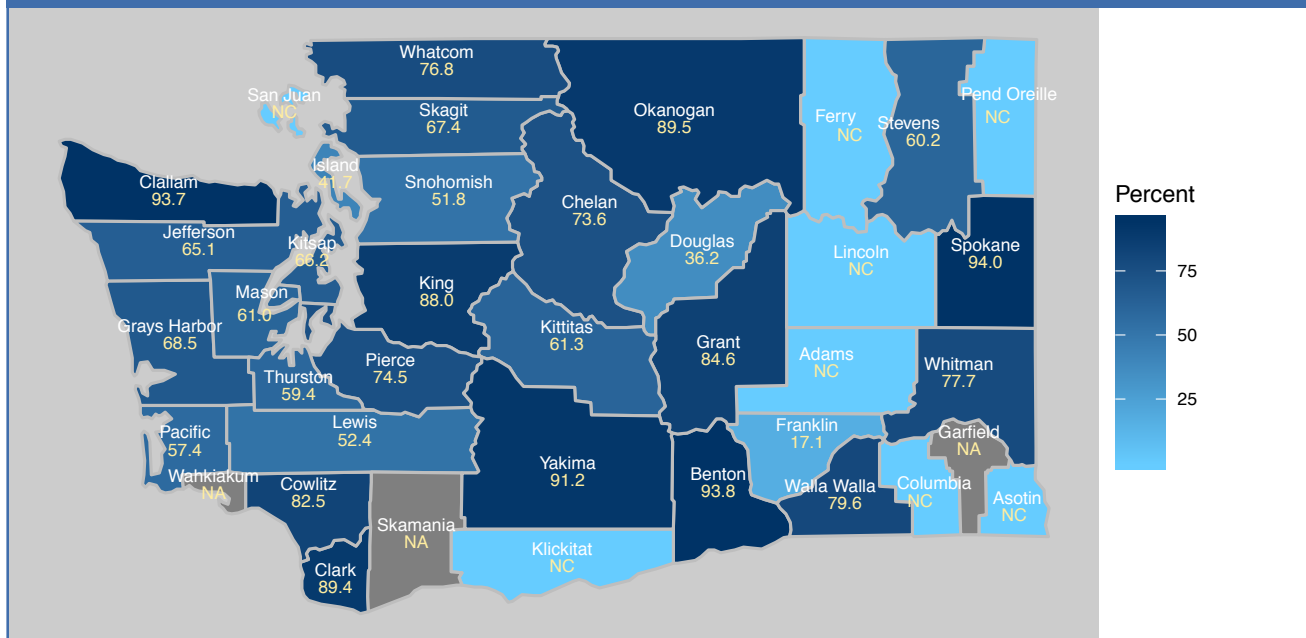 Whatcom
76.8
San Juan
NC
Skagit
67.4
Okanogan
89.5
Ferry
NC
Stevens
60.2
Pend Oreille
NC
Island
41.7
Clallam
93.7
Snohomish
51.8
Chelan
73.6
Jefferson
65.1
Kitsap
66.2
Douglas
36.2
Lincoln
NC
Spokane
94.0
King
88.0
Mason
61.0
Grays Harbor
68.5
Kittitas
61.3
Grant
84.6
Pierce
74.5
Adams
NC
Whitman
77.7
Thurston
59.4
Lewis
52.4
Pacific
57.4
Franklin
17.1
Garfield
NA
Wahkiakum
NA
Cowlitz
82.5
Yakima
91.2
Benton
93.8
Walla Walla
79.6
Columbia
NC
Asotin
NC
Skamania
NA
Klickitat
NC
Clark
89.4
Percent
75
50
25